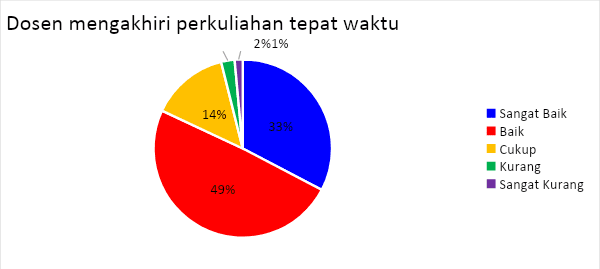 Dosen mengakhiri perkuliahan tepat waktu
2%1%
33%
14%
49%
Sangat Baik
Baik
Cukup
Kurang
Sangat Kurang